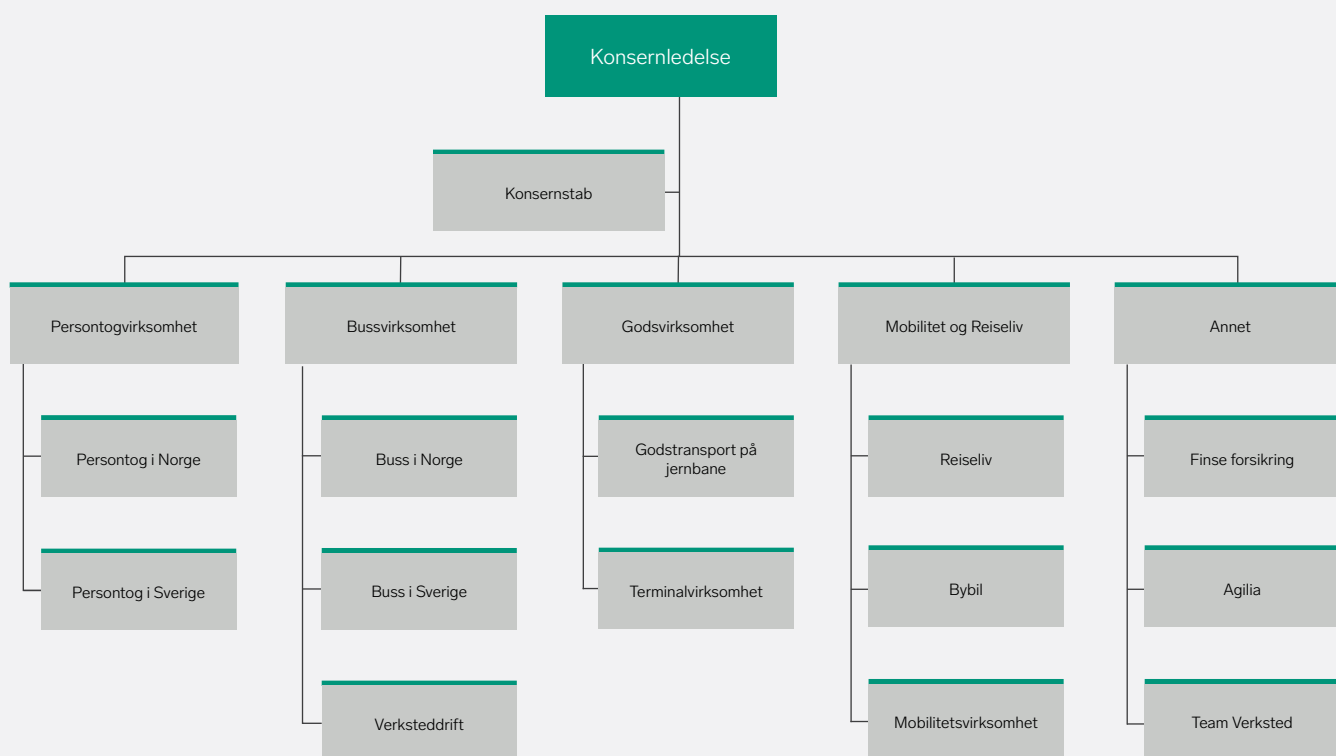 Konsernledelse
Konsernstab
Persontogvirksomhet
Bussvirksomhet
Godsvirksomhet
Mobilitet og Reiseliv
Annet
Persontog i Norge
Buss i Norge
Godstransport på
jernbane
Reiseliv
Finse forsikring
Persontog i Sverige
Buss i Sverige
Terminalvirksomhet
Bybil
Agilia
Verksteddrift
Mobilitetsvirksomhet
Team Verksted